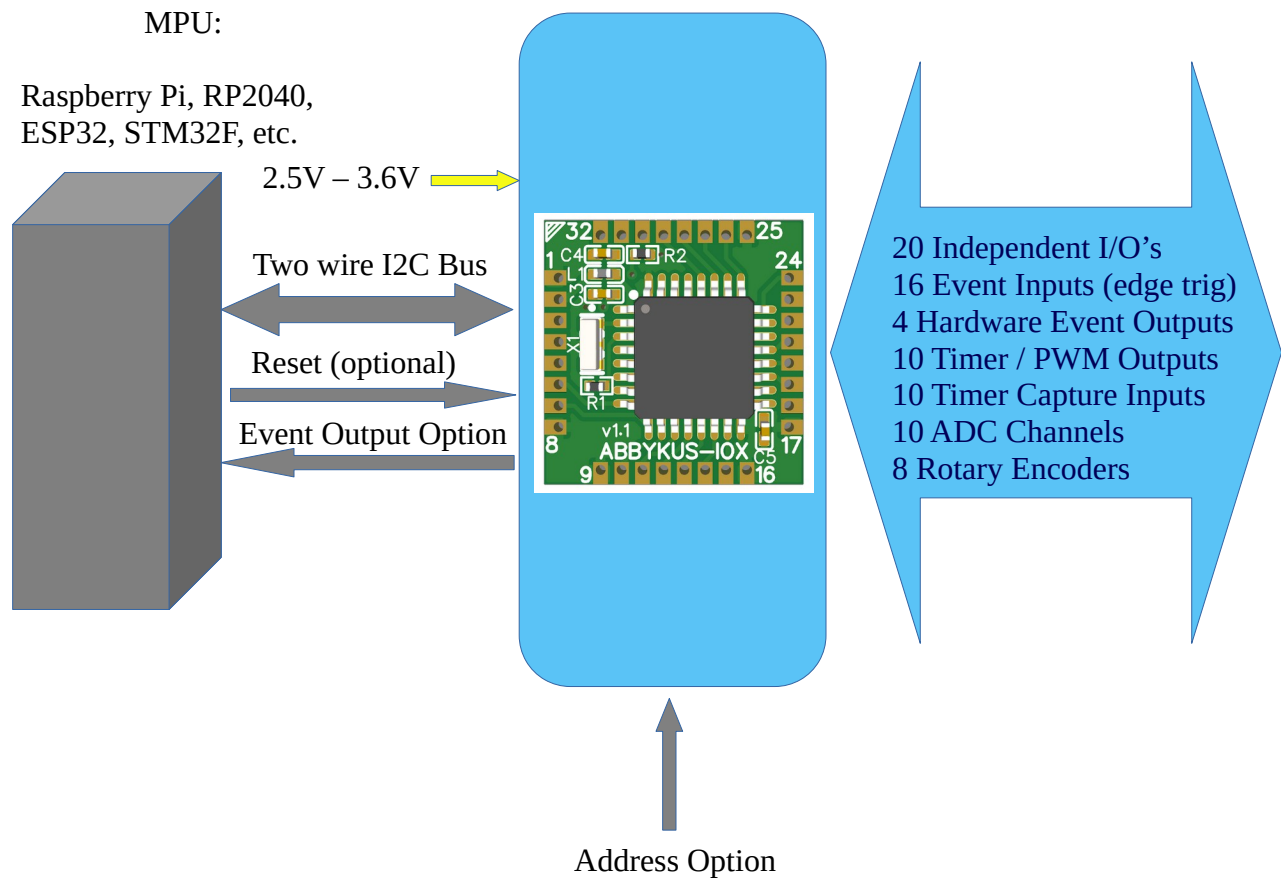 MPU:
Raspberry Pi, RP2040,
ESP32, STM32F, etc.
2.5V – 3.6V
Two wire I2C Bus
Reset (optional)
Event Output Option
32
25
C4
R2
1
24
L1
C3
X1
R1
8
v1.1
17
ABBYKUS-IOX
C5
9
16
20 Independent I/O’s
16 Event Inputs (edge trig)
4 Hardware Event Outputs
10 Timer / PWM Outputs
10 Timer Capture Inputs
10 ADC Channels
8 Rotary Encoders
Address Option